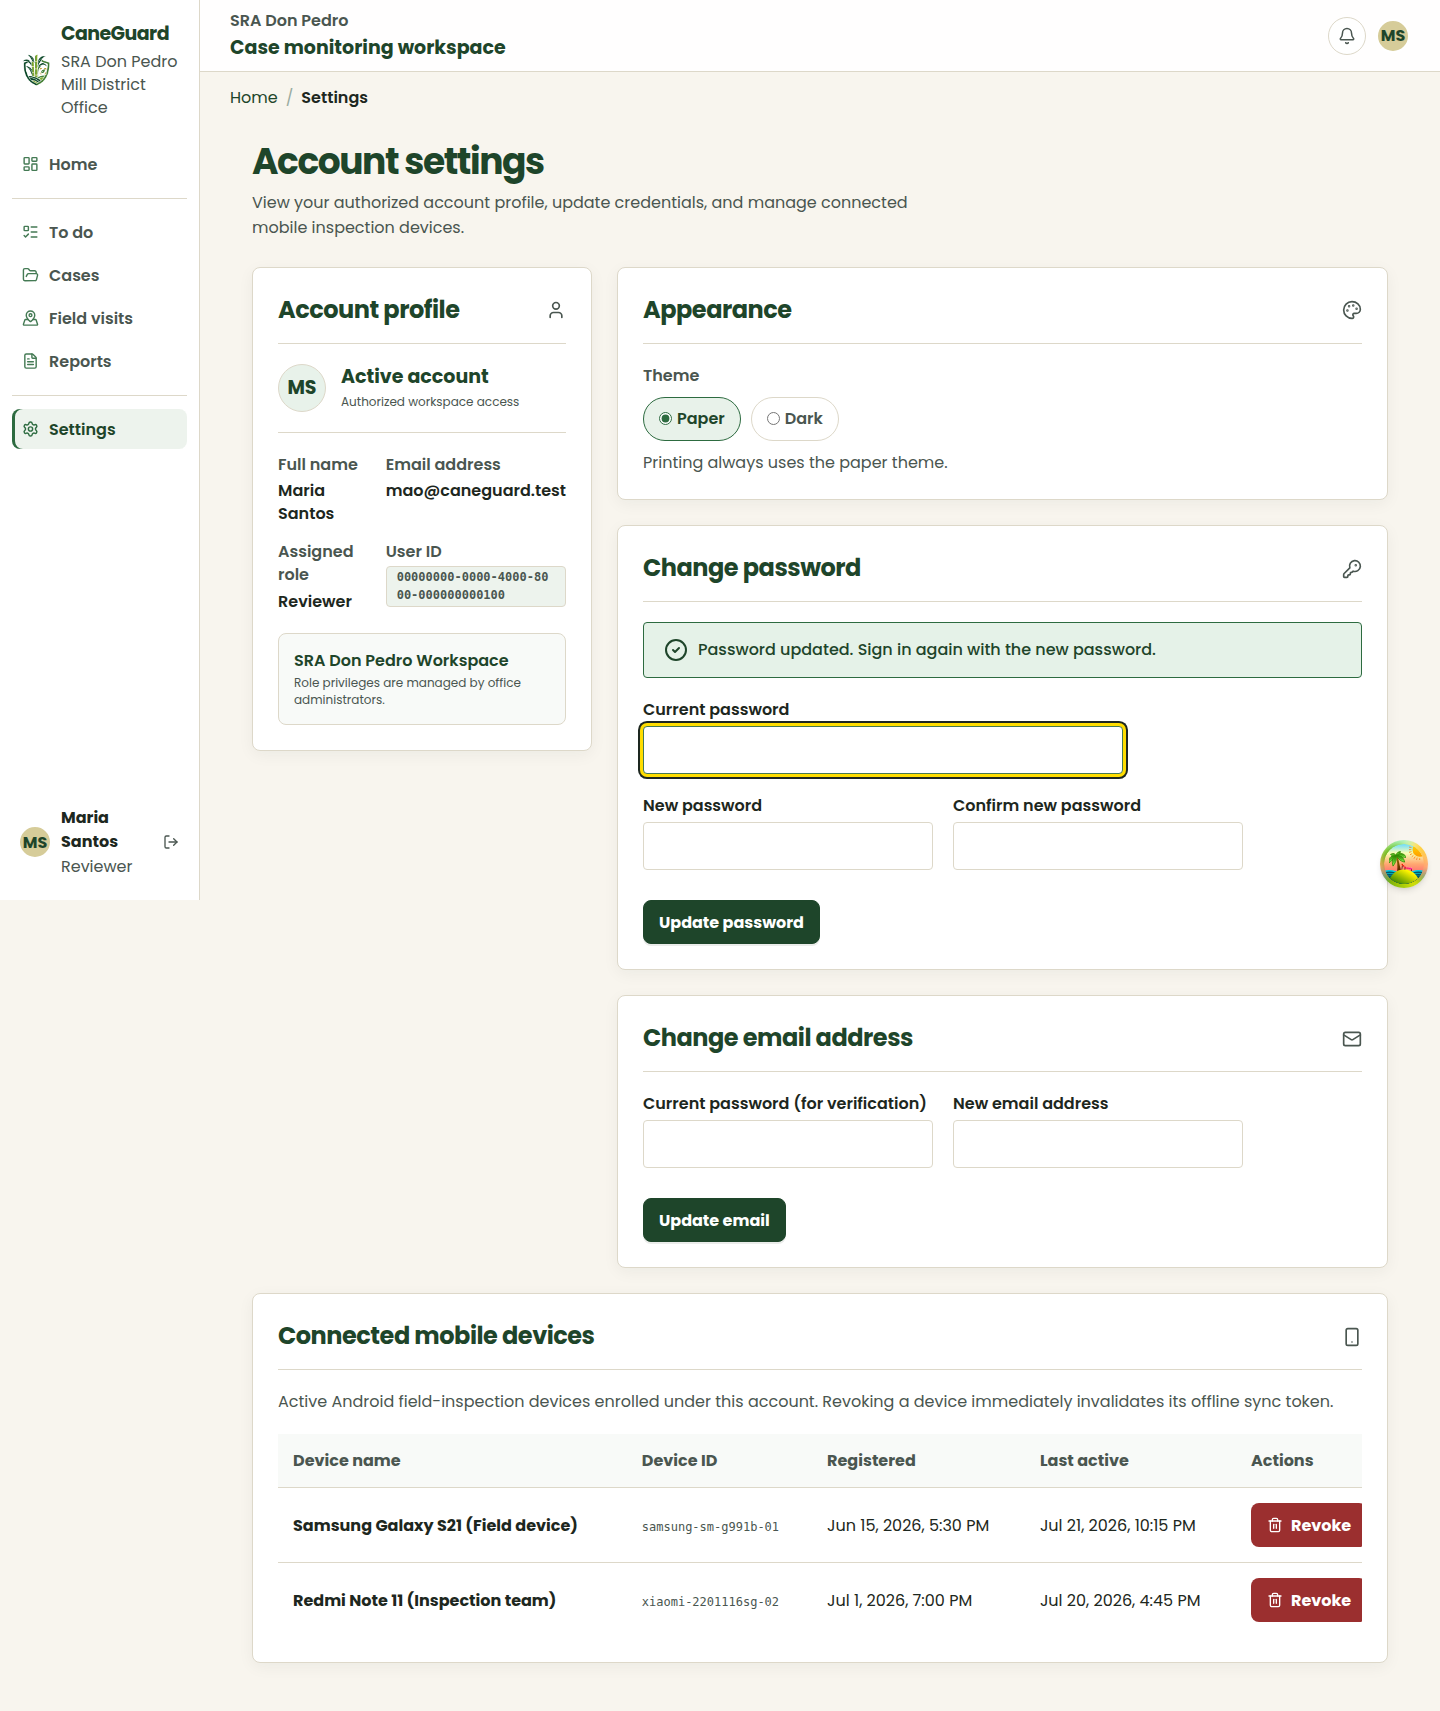 CaneGuard
SRA Don Pedro
Mill District
Office
Home
To do
Cases
Field visits
Reports
Settings
MS
Maria
Santos
Reviewer
SRA Don Pedro
Case monitoring workspace
MS
Home / Settings
Account settings
View your authorized account profile, update credentials, and manage connected
mobile inspection devices.
Account profile
MS
Active account
Authorized workspace access
Full name
Maria
Santos
Email address
mao@caneguard.test
Assigned
role
Reviewer
User ID
00000000-0000-4000-80
00-000000000100
SRA Don Pedro Workspace
Role privileges are managed by office
administrators.
Appearance
Theme
Paper
Dark
Printing always uses the paper theme.
Change password
Password updated. Sign in again with the new password.
Current password
New password
Confirm new password
Update password
Change email address
Current password (for verification)
New email address
Update email
Connected mobile devices
Active Android field-inspection devices enrolled under this account. Revoking a device immediately invalidates its offline sync token.
Device name Device ID Registered Last active Actions
Samsung Galaxy S21 (Field device) samsung-sm-g991b-01 Jun 15, 2026, 5:30 PM Jul 21, 2026, 10:15 PM Revoke
Redmi Note 11 (Inspection team) xiaomi-2201116sg-02 Jul 1, 2026, 7:00 PM Jul 20, 2026, 4:45 PM Revoke